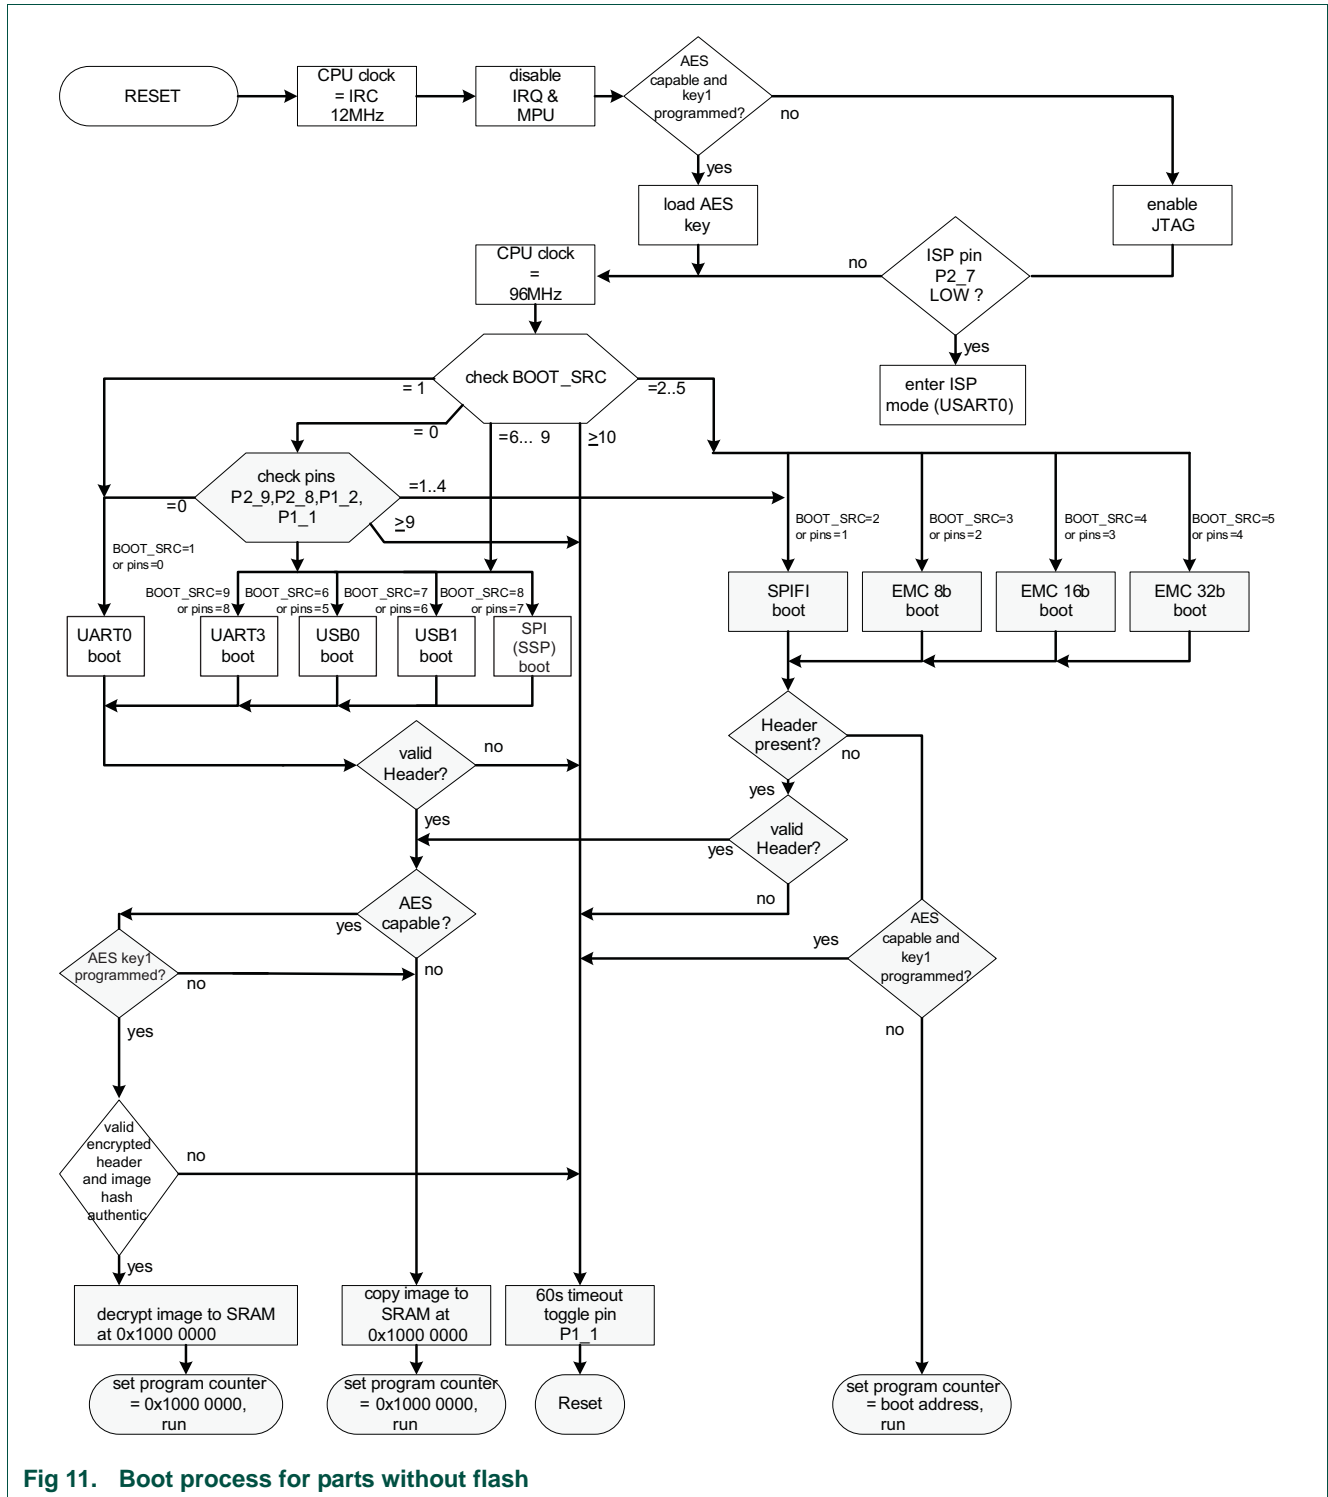 RESET
CPU clock
= IRC
12MHz
disable
IRQ &
MPU
AES
capable and
key1
programmed?
no
yes
load AES
key
enable
JTAG
CPU clock
=
96MHz
no
ISP pin
P2_7
LOW ?
yes
enter ISP
mode (USART0)
check BOOT_SRC
= 1
=2..5
= 0
=6... 9
≥10
check pins
P2_9,P2_8,P1_2,
P1_1
=0
=1..4
≥9
BOOT_SRC=1
or pins=0
BOOT_SRC=9
or pins=8
BOOT_SRC=6
or pins=5
BOOT_SRC=7
or pins=6
BOOT_SRC=8
or pins=7
BOOT_SRC=2
or pins=1
BOOT_SRC=3
or pins=2
BOOT_SRC=4
or pins=3
BOOT_SRC=5
or pins=4
UART0
boot
UART3
boot
USB0
boot
USB1
boot
SPI
(SSP)
boot
SPIFI
boot
EMC 8b
boot
EMC 16b
boot
EMC 32b
boot
Header
present?
no
yes
valid
Header?
no
yes
valid
Header?
yes
no
AES
capable?
yes
no
AES key1
programmed?
no
yes
AES
capable and
key1
programmed?
yes
no
valid
encrypted
header
and image
hash
authentic
no
yes
decrypt image to SRAM
at 0x1000 0000
copy image to
SRAM at
0x1000 0000
60s timeout
toggle pin
P1_1
set program counter
= 0x1000 0000,
run
set program counter
= 0x1000 0000,
run
Reset
set program counter
= boot address,
run
Fig 11. Boot process for parts without flash